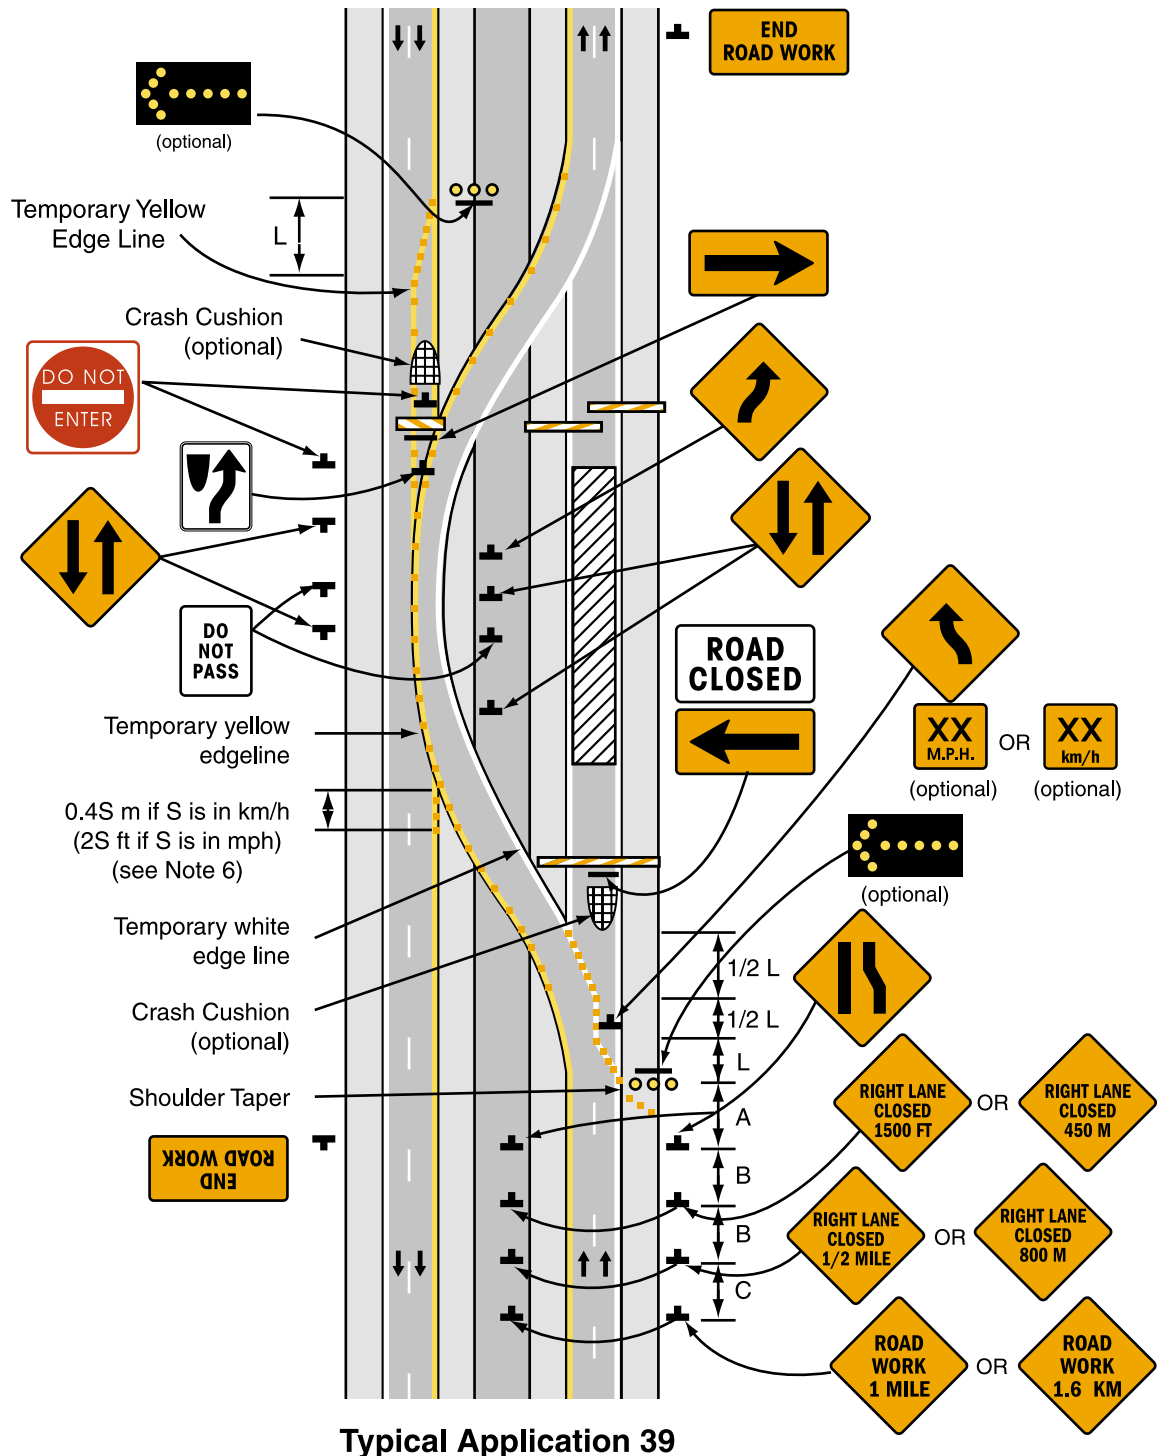 END
ROAD WORK
(optional)
Temporary Yellow
Edge Line
L
Crash Cushion
(optional)
DO NOT
ENTER
DO
NOT
PASS
ROAD
CLOSED
XX
M.P.H.
OR
XX
km/h
(optional)
(optional)
Temporary yellow
edgeline
0.4S m if S is in km/h
(2S ft if S is in mph)
(see Note 6)
(optional)
Temporary white
edge line
1/2 L
Crash Cushion
(optional)
1/2 L
L
Shoulder Taper
A
RIGHT LANE
CLOSED
1500 FT
OR
RIGHT LANE
CLOSED
450 M
END
ROAD WORK
B
B
RIGHT LANE
CLOSED
1/2 MILE
OR
RIGHT LANE
CLOSED
800 M
C
ROAD
WORK
1 MILE
OR
ROAD
WORK
1.6 KM
Typical Application 39